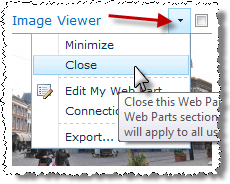 Image Viewer
Minimize
Close
Edit My Web Part
Connection
Close this Web Pa
Web Parts section
will apply to all us
Export...